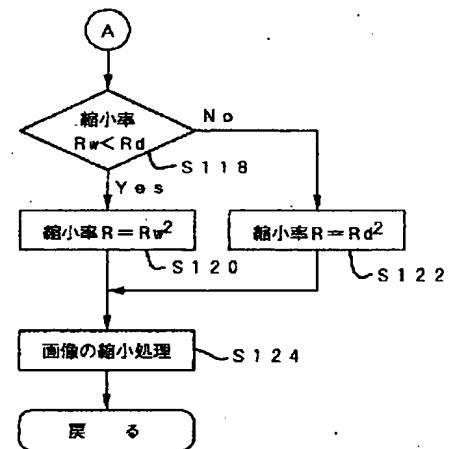 A
縮小率
Rw<Rd
No
S118
Yes
縮小率R=Rw²
縮小率R=Rd²
S120
S122
画像の縮小処理
S124
戻る